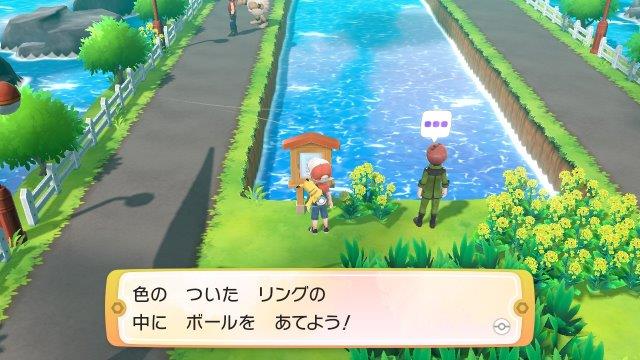 色の ついた リングの
中に ボールを あてよう!